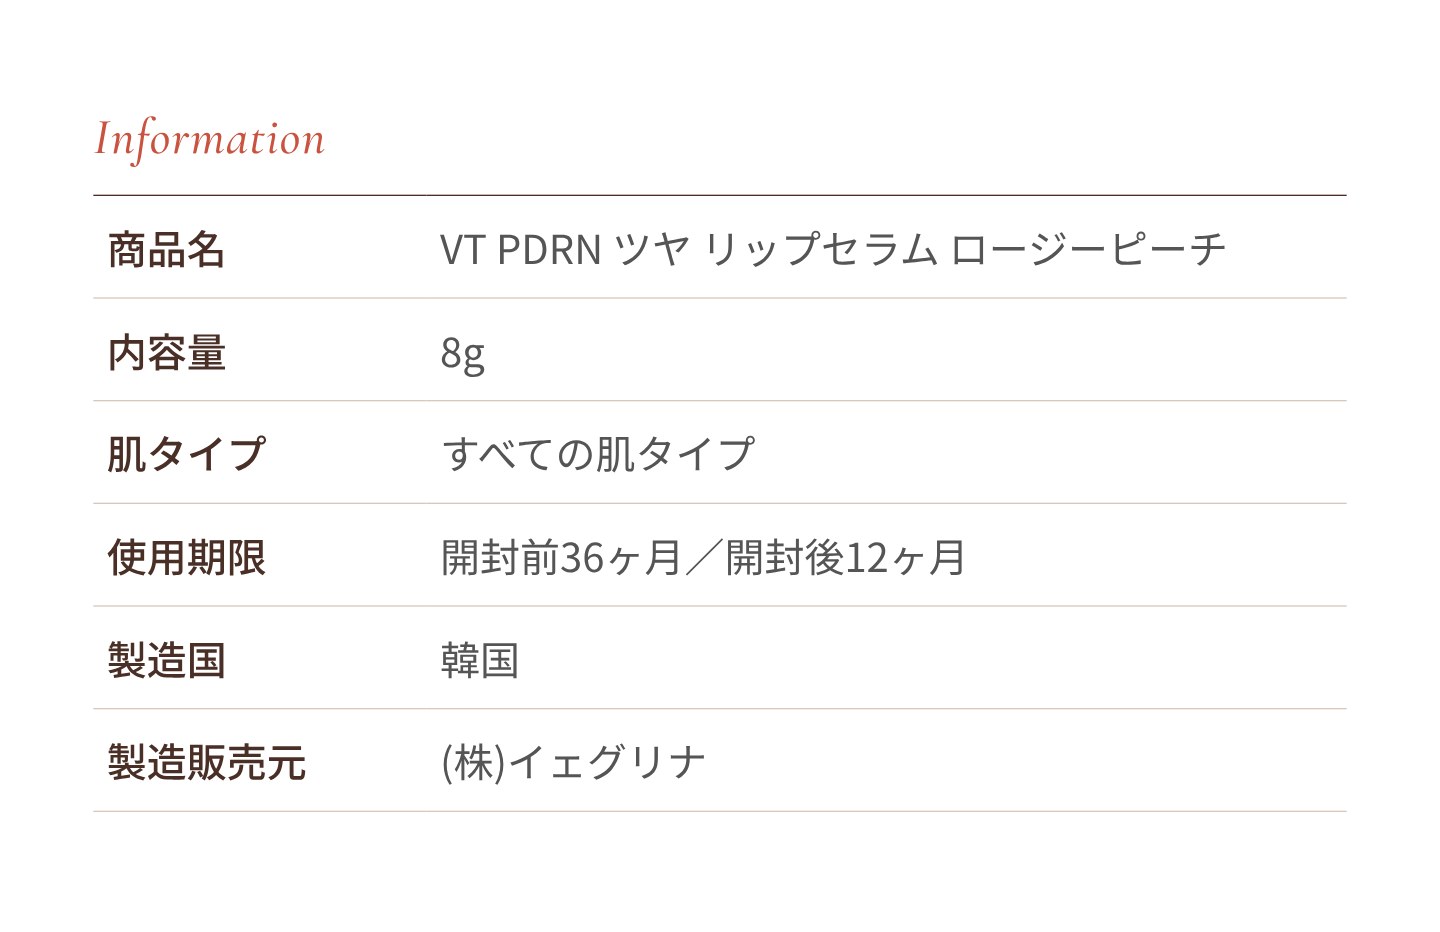 Information
商品名 VT PDRN ツヤ リップセラム ロージーピーチ
内容量 8g
肌タイプ すべての肌タイプ
使用期限 開封前36ヶ月／開封後12ヶ月
製造国 韓国
製造販売元 (株)イェグリナ